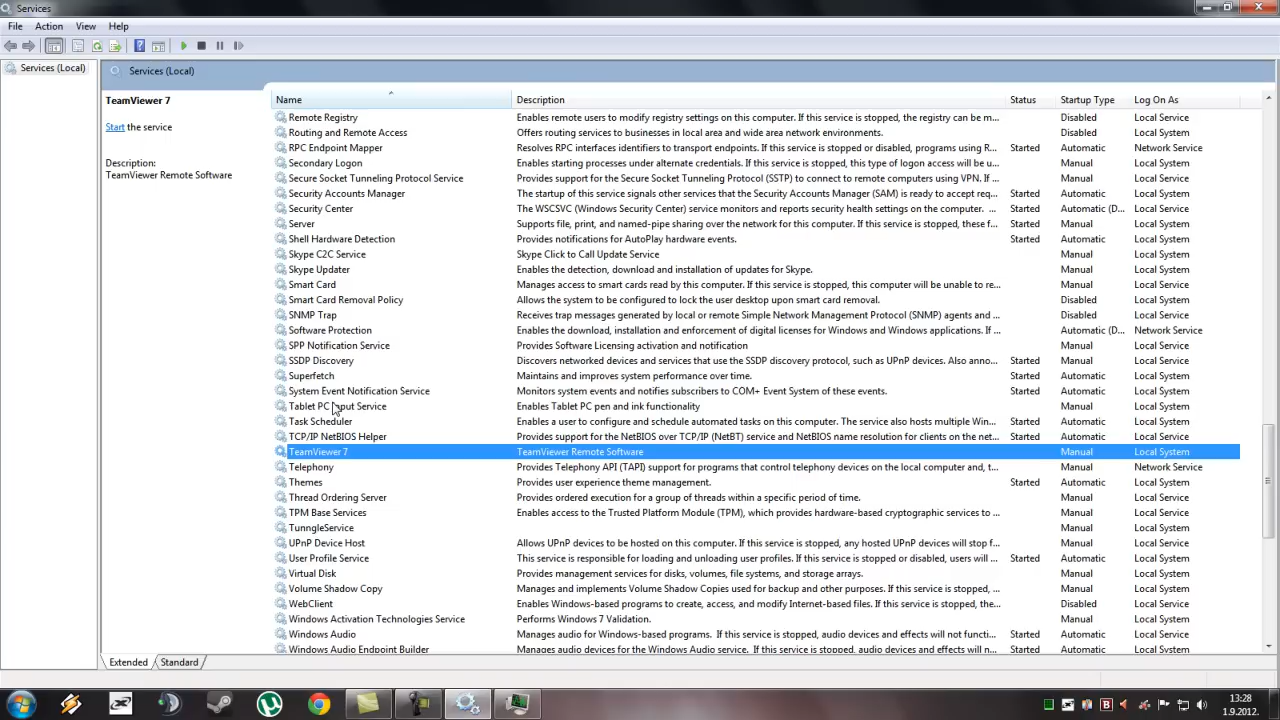 Services
File Action View Help
Services (Local)
Services (Local)
TeamViewer 7
Start the service
Description:
TeamViewer Remote Software
Name Description Status Startup Type Log On As
Remote Registry Enables remote users to modify registry settings on this computer. If this service is stopped, the registry can be m... Disabled Local Service
Routing and Remote Access Offers routing services to businesses in local area and wide area network environments. Disabled Local System
RPC Endpoint Mapper Resolves RPC interfaces identifiers to transport endpoints. If this service is stopped or disabled, programs using R... Started Automatic Network Service
Secondary Logon Enables starting processes under alternate credentials. If this service is stopped, this type of logon access will be u... Manual Local System
Secure Socket Tunneling Protocol Service Provides support for the Secure Socket Tunneling Protocol (SSTP) to connect to remote computers using VPN. If thi... Manual Local Service
Security Accounts Manager The startup of this service signals other services that the Security Accounts Manager (SAM) is ready to accept req... Started Automatic Local System
Security Center The WSCSVC (Windows Security Center) service monitors and reports security health settings on the computer. ... Started Automatic (D... Local Service
Server Supports file, print, and named-pipe sharing over the network for this computer. If this service is stopped, these f... Started Automatic Local System
Shell Hardware Detection Provides notifications for AutoPlay hardware events. Started Automatic Local System
Skype C2C Service Skype Click to Call Update Service Manual Local System
Skype Updater Enables the detection, download and installation of updates for Skype. Manual Local System
Smart Card Manages access to smart cards read by this computer. If this service is stopped, this computer will be unable to re... Manual Local Service
Smart Card Removal Policy Allows the system to be configured to lock the user desktop upon smart card removal. Disabled Local System
SNMP Trap Receives trap messages generated by local or remote Simple Network Management Protocol (SNMP) agents and ... Disabled Local Service
Software Protection Enables the download, installation and enforcement of digital licenses for Windows and Windows applications. If ... Automatic (D... Network Service
SPP Notification Service Provides Software Licensing activation and notification Manual Local Service
SSDP Discovery Discovers networked devices and services that use the SSDP discovery protocol, such as UPnP devices. Also anno... Started Manual Local Service
Superfetch Maintains and improves system performance over time. Started Automatic Local System
System Event Notification Service Monitors system events and notifies subscribers to COM+ Event System of these events. Started Automatic Local System
Tablet PC Input Service Enables Tablet PC pen and ink functionality Manual Local System
Task Scheduler Enables a user to configure and schedule automated tasks on this computer. The service also hosts multiple Win... Started Automatic Local System
TCP/IP NetBIOS Helper Provides support for the NetBIOS over TCP/IP (NetBT) service and NetBIOS name resolution for clients on the net... Started Automatic Local Service
TeamViewer 7 TeamViewer Remote Software Manual Local System
Telephony Provides Telephony API (TAPI) support for programs that control telephony devices on the local computer and, t... Manual Network Service
Themes Provides user experience theme management. Started Automatic Local System
Thread Ordering Server Provides ordered execution for a group of threads within a specific period of time. Manual Local Service
TPM Base Services Enables access to the Trusted Platform Module (TPM), which provides hardware-based cryptographic services to ... Manual Local Service
TunngleService Manual Local System
UPnP Device Host Allows UPnP devices to be hosted on this computer. If this service is stopped, any hosted UPnP devices will stop f... Manual Local Service
User Profile Service This service is responsible for loading and unloading user profiles. If this service is stopped or disabled, users will ... Started Automatic Local System
Virtual Disk Provides management services for disks, volumes, file systems, and storage arrays. Manual Local System
Volume Shadow Copy Manages and implements Volume Shadow Copies used for backup and other purposes. If this service is stopped, ... Manual Local System
WebClient Enables Windows-based programs to create, access, and modify Internet-based files. If this service is stopped, the... Disabled Local Service
Windows Activation Technologies Service Performs Windows 7 Validation. Manual Local System
Windows Audio Manages audio for Windows-based programs. If this service is stopped, audio devices and effects will not functi... Started Automatic Local Service
Windows Audio Endpoint Builder Manages audio devices for the Windows Audio service. If this service is stopped, audio devices and effects will ... Started Automatic Local System
Extended Standard
13:28
1.9.2012.